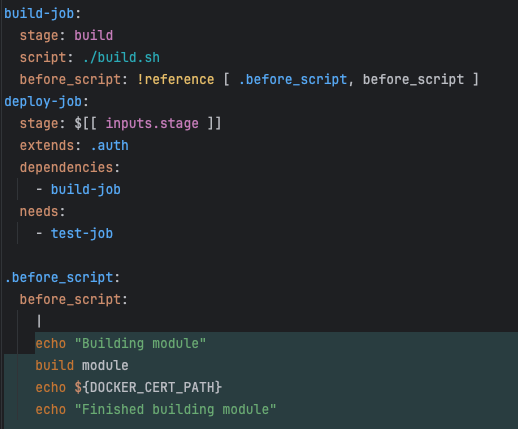 build-job:
  stage: build
  script: ./build.sh
  before_script: !reference [ .before_script, before_script ]
deploy-job:
  stage: $[[ inputs.stage ]]
  extends: .auth
  dependencies:
    - build-job
  needs:
    - test-job

.before_script:
  before_script:
    |
    echo "Building module"
    build module
    echo ${DOCKER_CERT_PATH}
    echo "Finished building module"